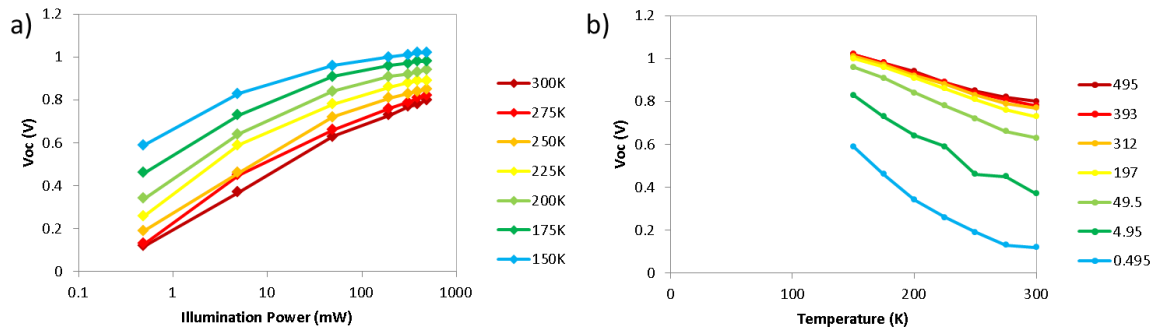 a)
Voc (V)
1.2
1
0.8
0.6
0.4
0.2
0
0.1
1
10
100
1000
Illumination Power (mW)
300K
275K
250K
225K
200K
175K
150K
b)
Voc (V)
1.2
1
0.8
0.6
0.4
0.2
0
0
100
200
300
Temperature (K)
495
393
312
197
49.5
4.95
0.495